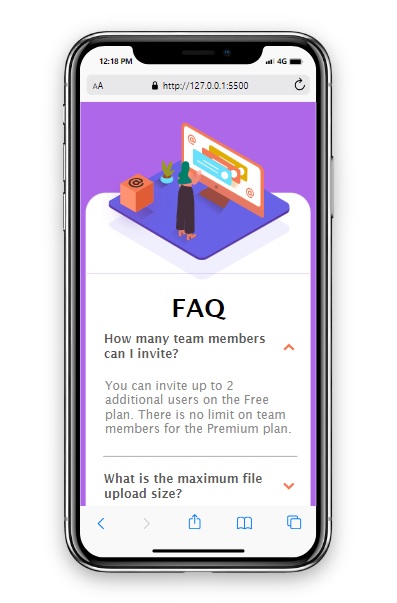 12:18 PM
4G
AA
http://127.0.0.1:5500
FAQ
How many team members
can I invite?
You can invite up to 2
additional users on the Free
plan. There is no limit on team
members for the Premium plan.
What is the maximum file
upload size?